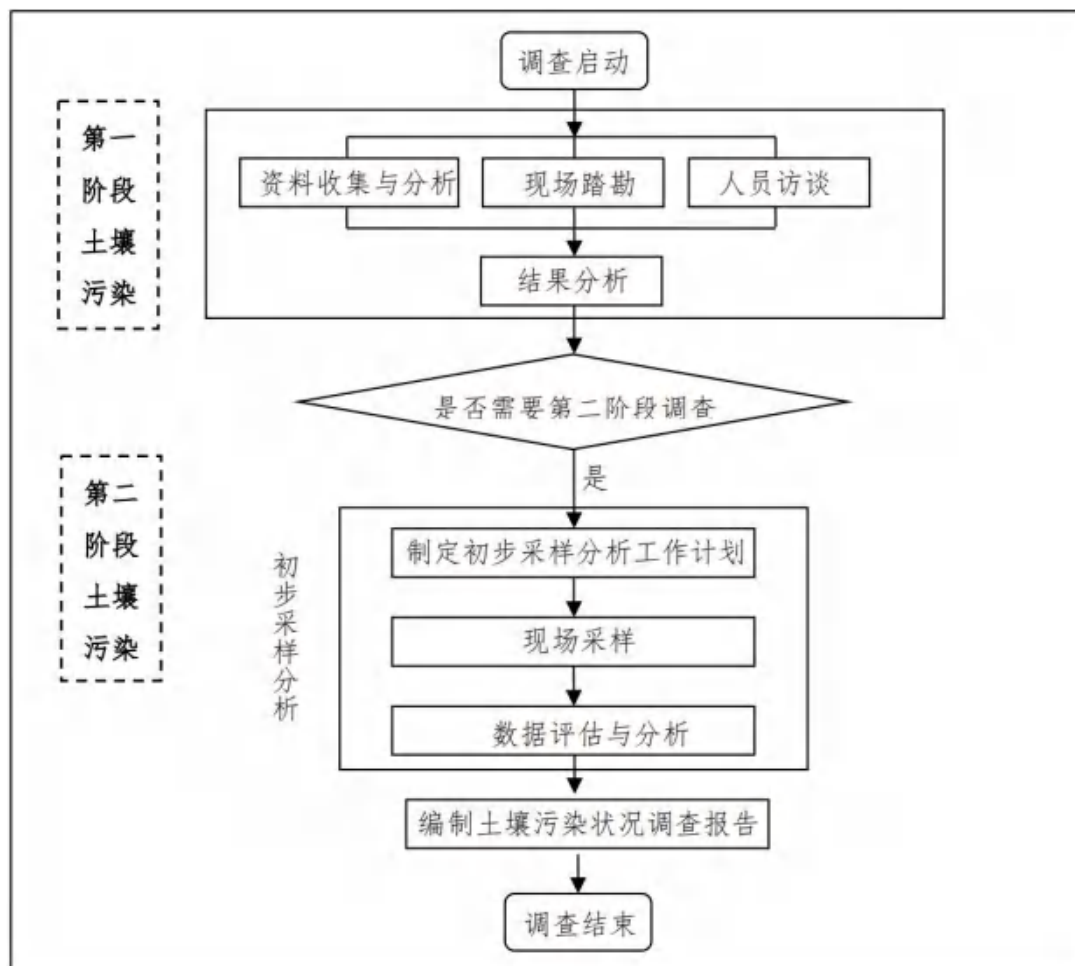 调查启动
第一
阶段
土壤
污染
资料收集与分析
现场踏勘
人员访谈
结果分析
是否需要第二阶段调查
是
第二
阶段
土壤
污染
初步采样分析
制定初步采样分析工作计划
现场采样
数据评估与分析
编制土壤污染状况调查报告
调查结束